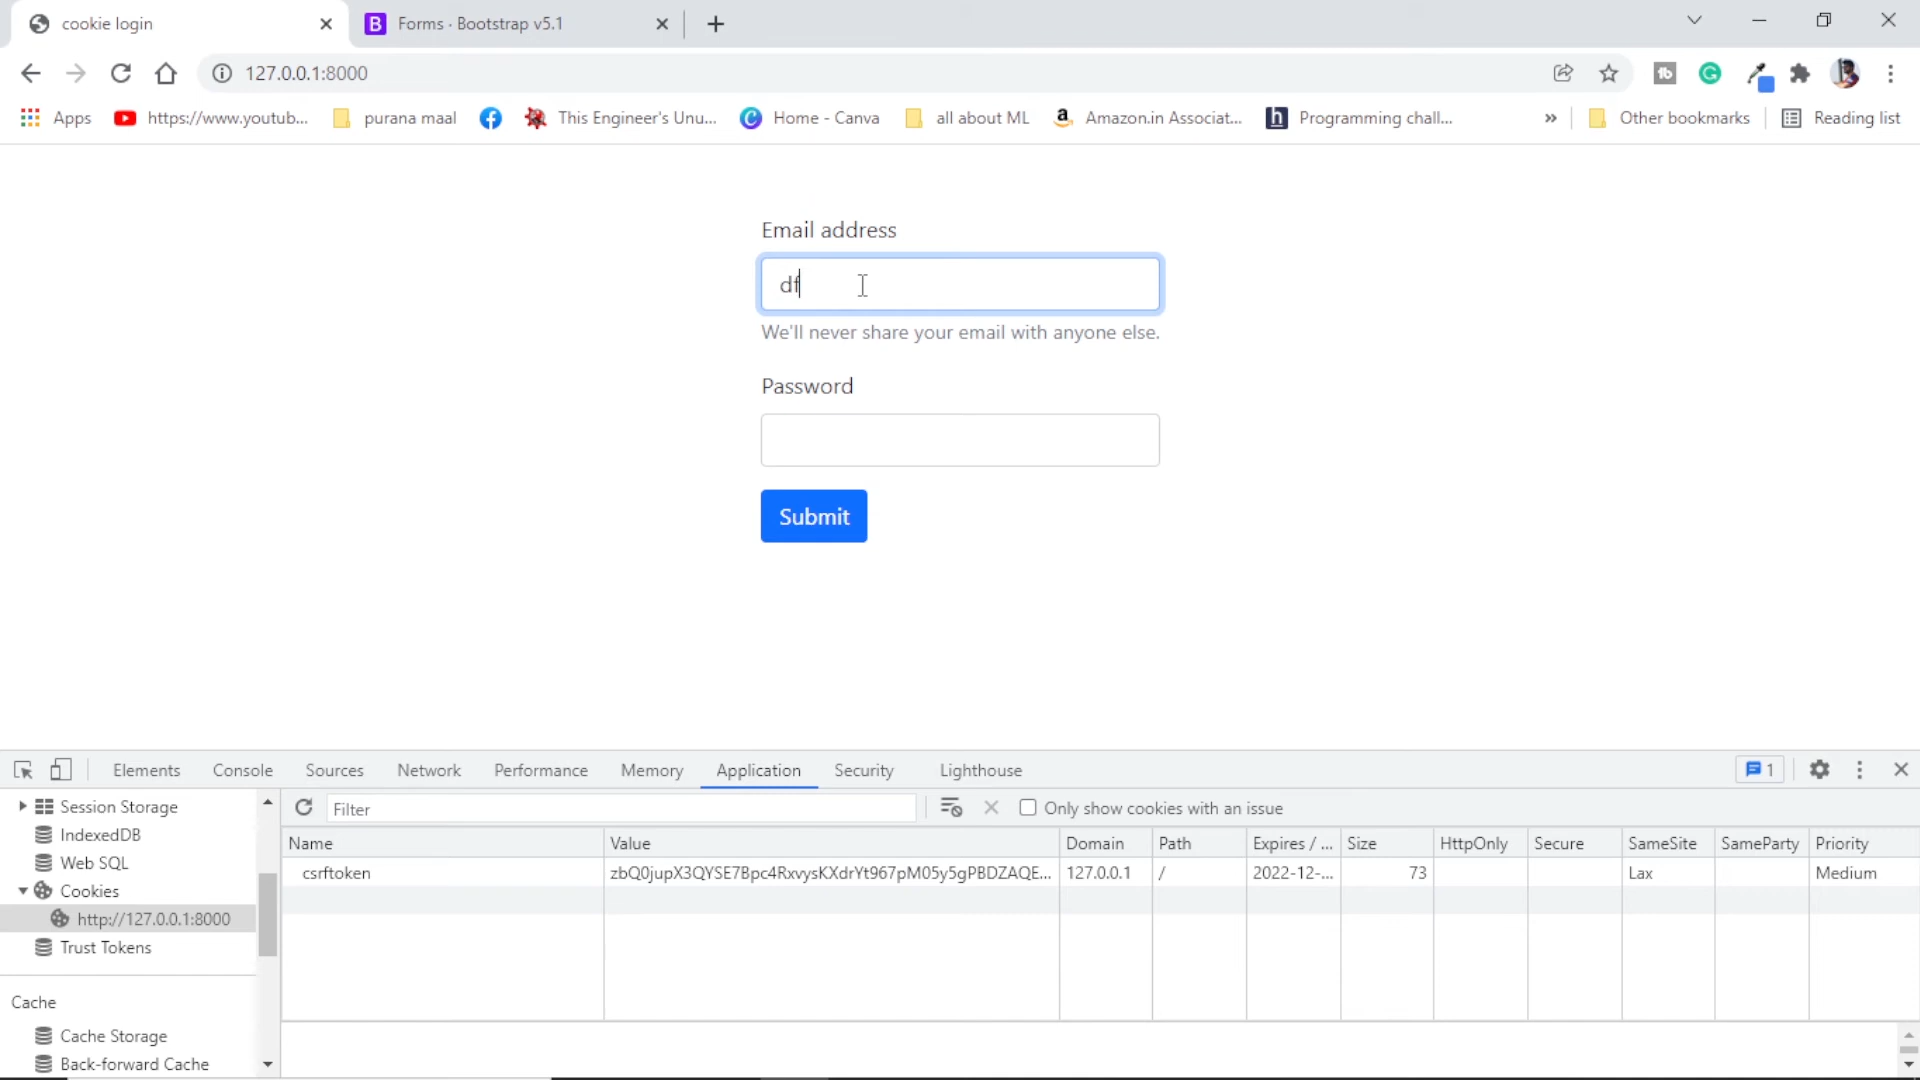 cookie login
B Forms · Bootstrap v5.1
127.0.0.1:8000
Apps https://www.youtub... purana maal This Engineer's Unu... Home - Canva all about ML Amazon.in Associat... h Programming chall... » Other bookmarks Reading list
Email address
df
We'll never share your email with anyone else.
Password
Submit
Elements Console Sources Network Performance Memory Application Security Lighthouse 1
Session Storage
IndexedDB
Web SQL
Cookies
http://127.0.0.1:8000
Trust Tokens
Cache
Cache Storage
Back-forward Cache
Filter Only show cookies with an issue
Name Value Domain Path Expires / ... Size HttpOnly Secure SameSite SameParty Priority
csrftoken zbQ0jupX3QYSE7Bpc4RxvysKXdrYt967pM05y5gPBDZAQE... 127.0.0.1 / 2022-12-... 73 Lax Medium